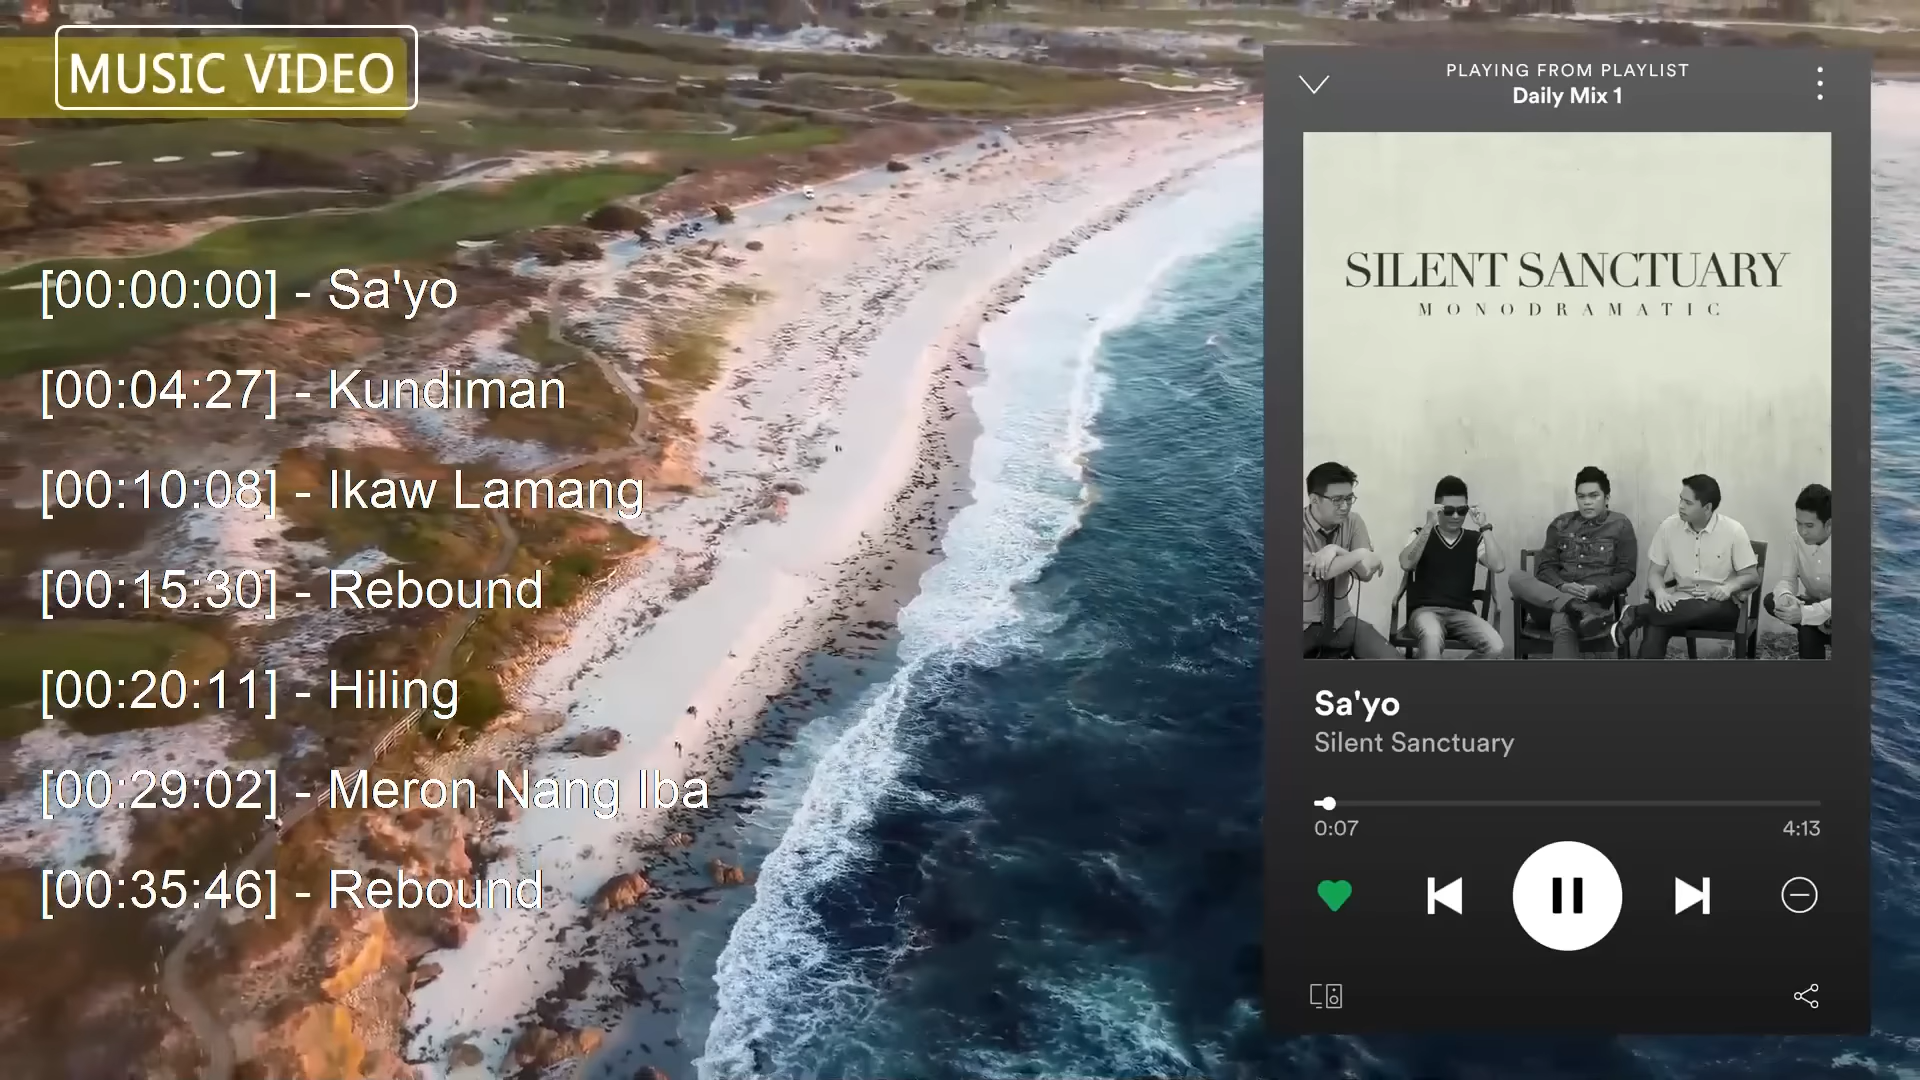 MUSIC VIDEO
[00:00:00] - Sa'yo
[00:04:27] - Kundiman
[00:10:08] - Ikaw Lamang
[00:15:30] - Rebound
[00:20:11] - Hiling
[00:29:02] - Meron Nang Iba
[00:35:46] - Rebound
PLAYING FROM PLAYLIST
Daily Mix 1
SILENT SANCTUARY
MONODRAMATIC
Sa'yo
Silent Sanctuary
0:07 4:13